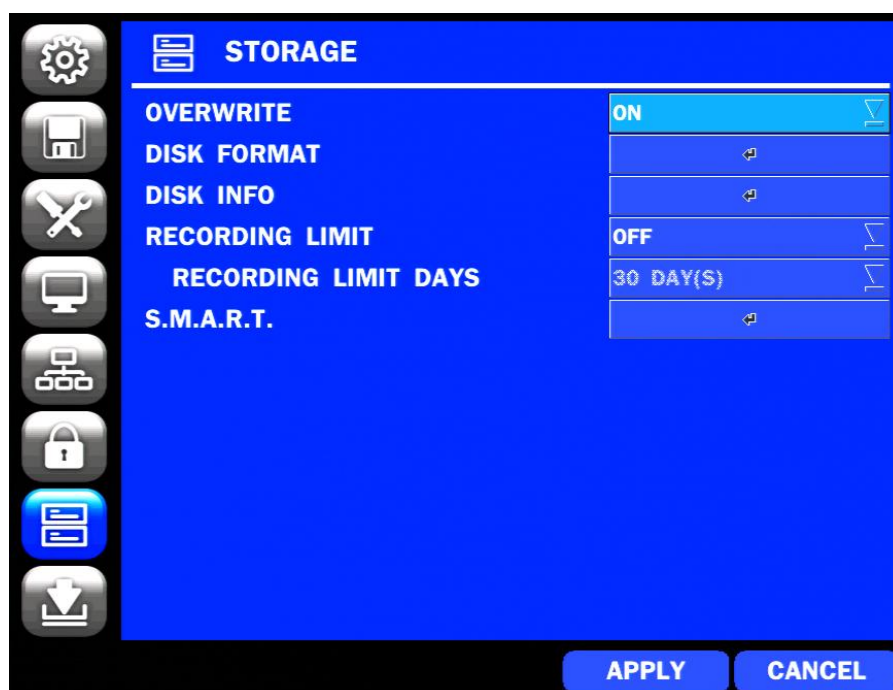 STORAGE
OVERWRITE ON
DISK FORMAT
DISK INFO
RECORDING LIMIT OFF
RECORDING LIMIT DAYS 30 DAY(S)
S.M.A.R.T.
APPLY CANCEL